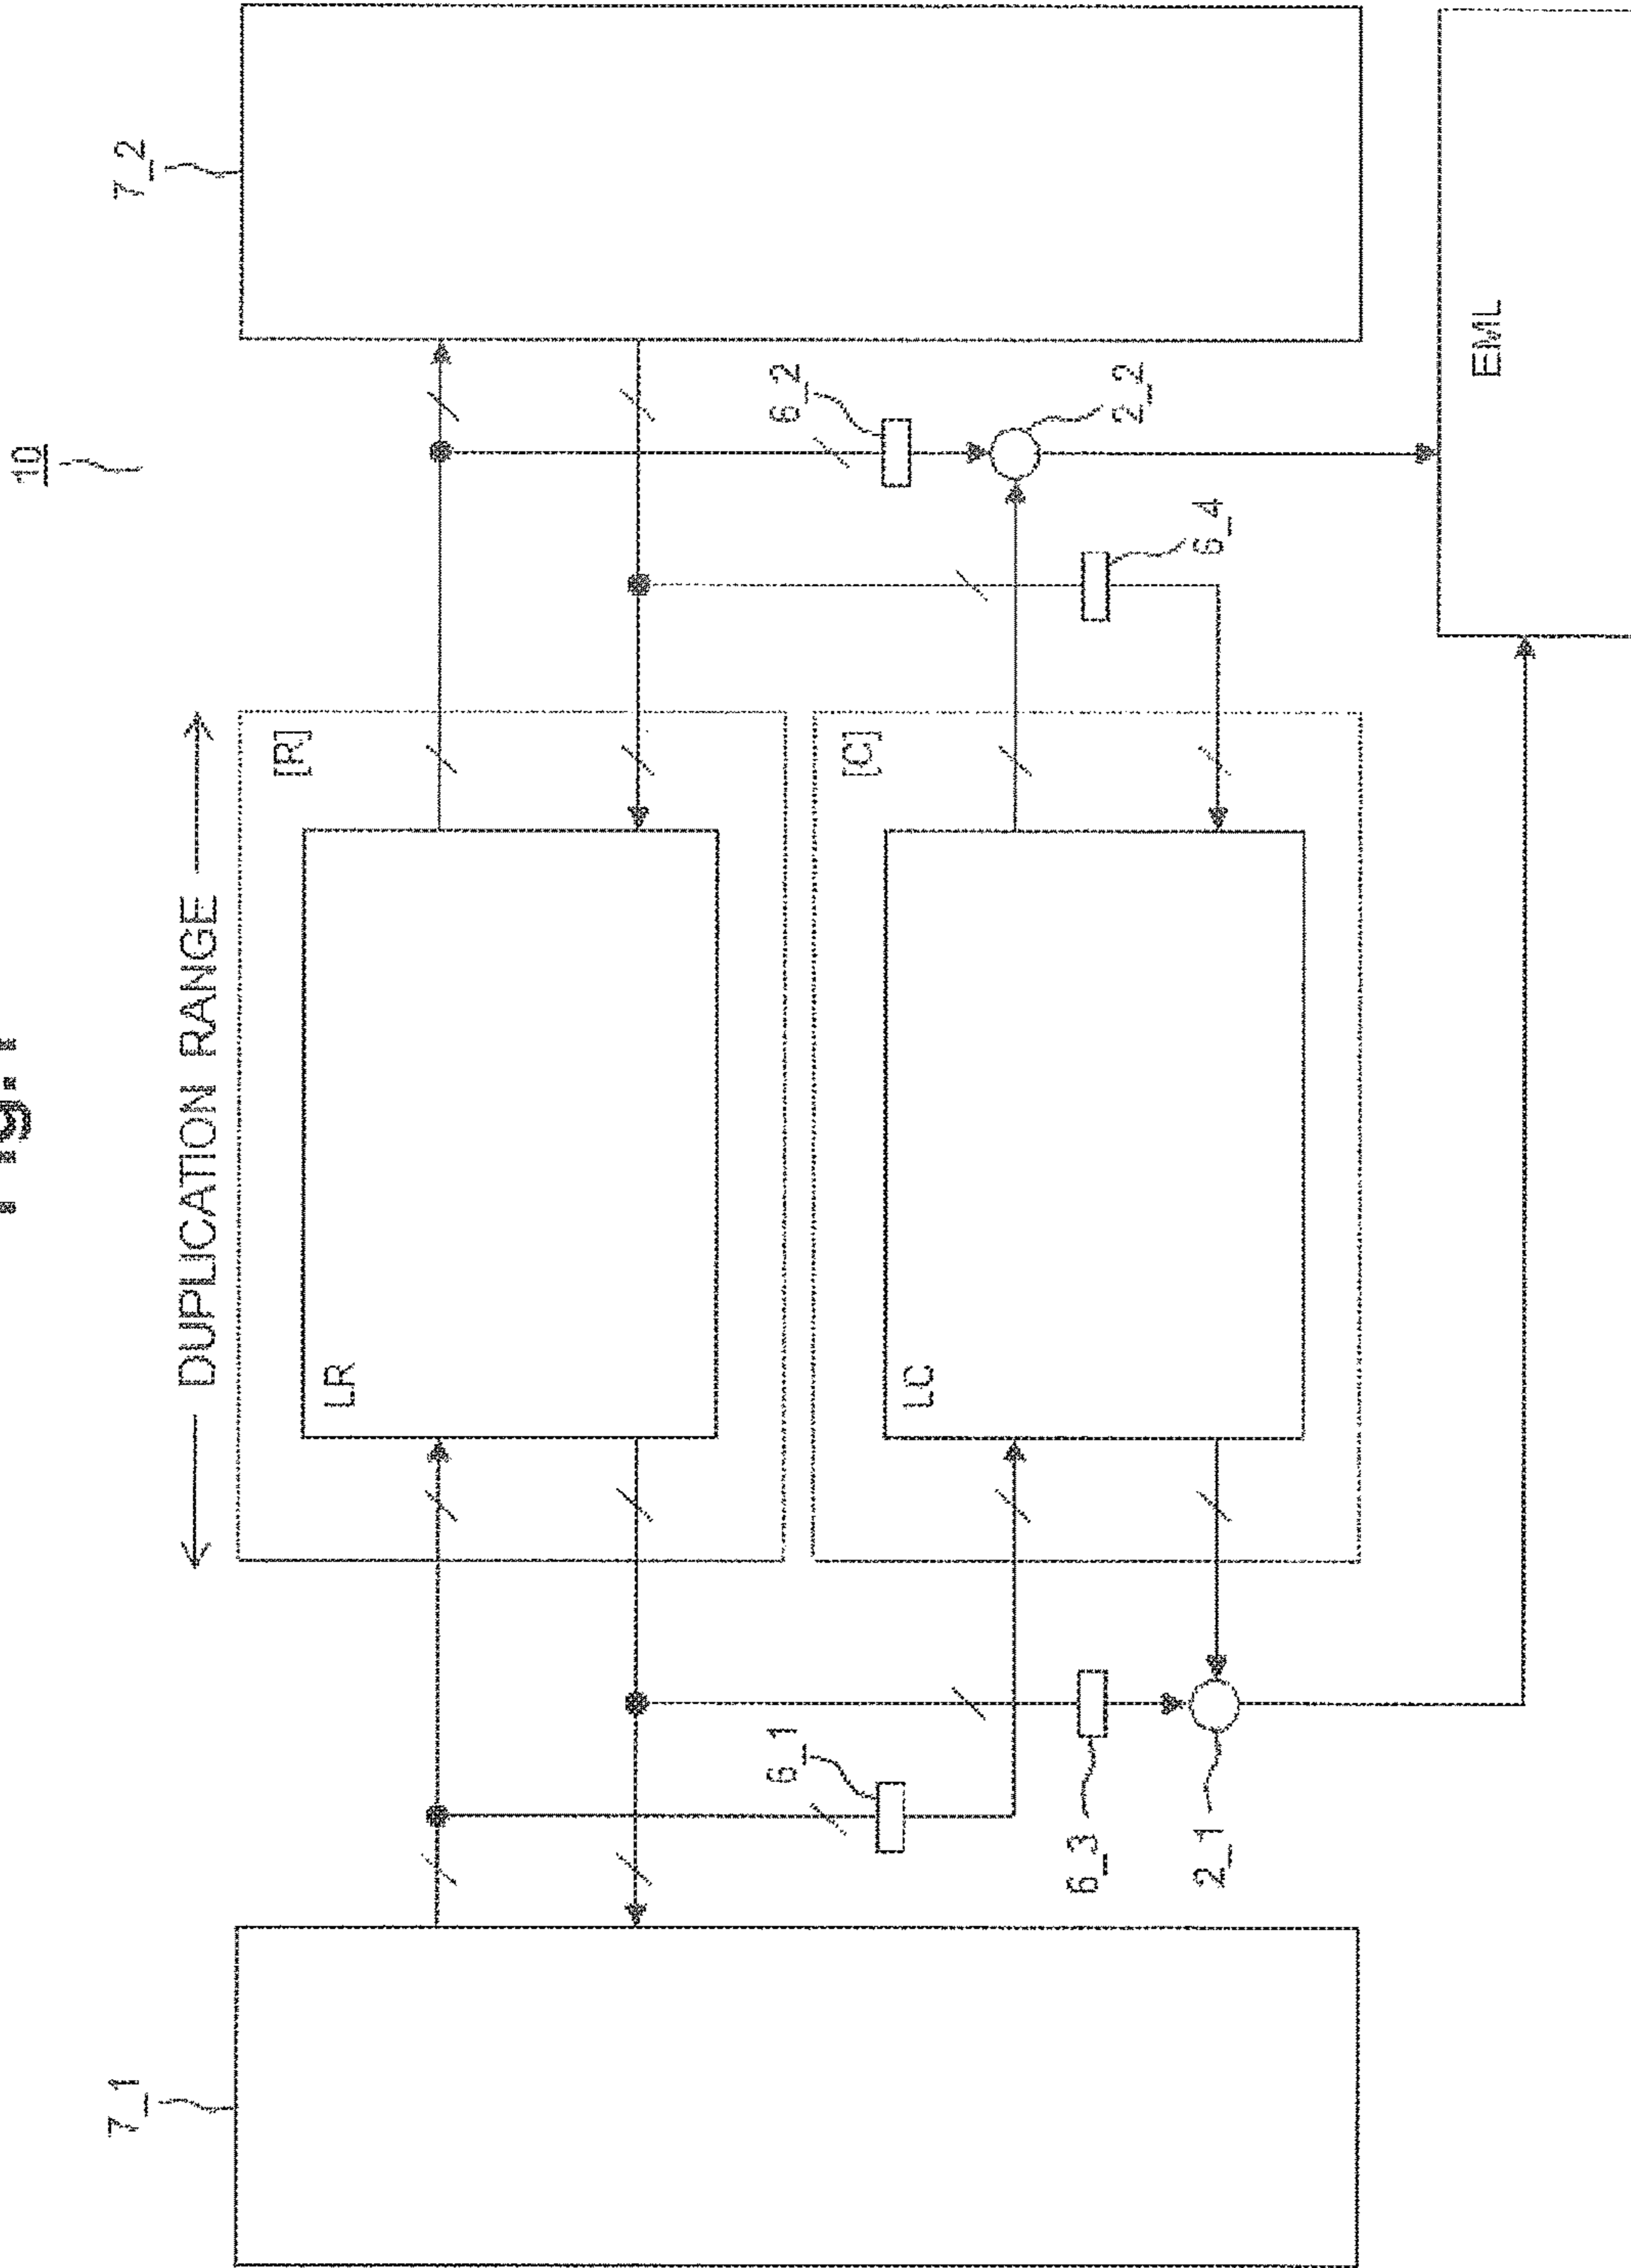 10
7_2
← DUPLICATION RANGE →
[R]
LR
6_2
2_2
6_4
[C]
LC
6_1
6_3
2_1
7_1
EML